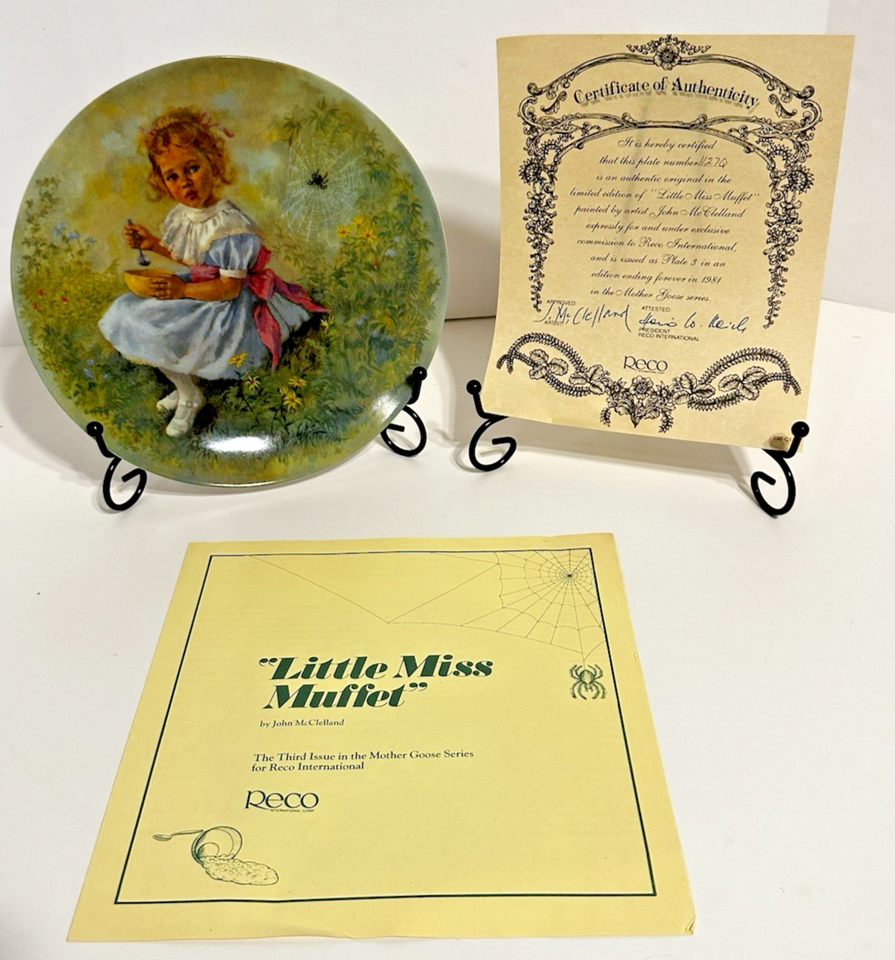 Certificate of Authenticity
It is hereby certified
that this plate number
is an authentic original in the
limited edition of "Little Miss Muffet"
painted by artist John McClelland
expressly for and under exclusive
commission to Reco International,
and is issued as Plate 3 in an
edition ending forever in 1981
in the Mother Goose series.
APPROVED
J. McClelland
ARTIST
ATTESTED
PRESIDENT
RECO INTERNATIONAL
Reco
"Little Miss
Muffet"
by John McClelland
The Third Issue in the Mother Goose Series
for Reco International
Reco
INTERNATIONAL CORP.